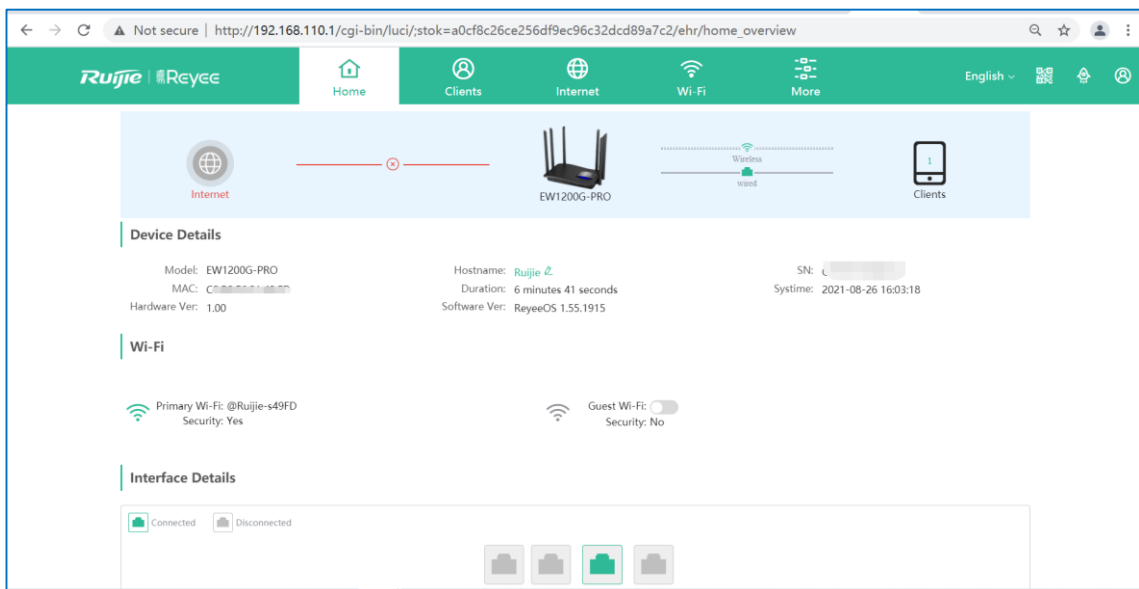 Not secure | http://192.168.110.1/cgi-bin/luci/;stok=a0cf8c26ce256df9ec96c32dcd89a7c2/ehr/home_overview
Ruijie | Reyee
Home
Clients
Internet
Wi-Fi
More
English
Internet
EW1200G-PRO
Wireless
wired
1
Clients
Device Details
Model: EW1200G-PRO
Hostname: Ruijie
SN:
MAC:
Duration: 6 minutes 41 seconds
Systime: 2021-08-26 16:03:18
Hardware Ver: 1.00
Software Ver: ReyeeOS 1.55.1915
Wi-Fi
Primary Wi-Fi: @Ruijie-s49FD
Security: Yes
Guest Wi-Fi:
Security: No
Interface Details
Connected
Disconnected